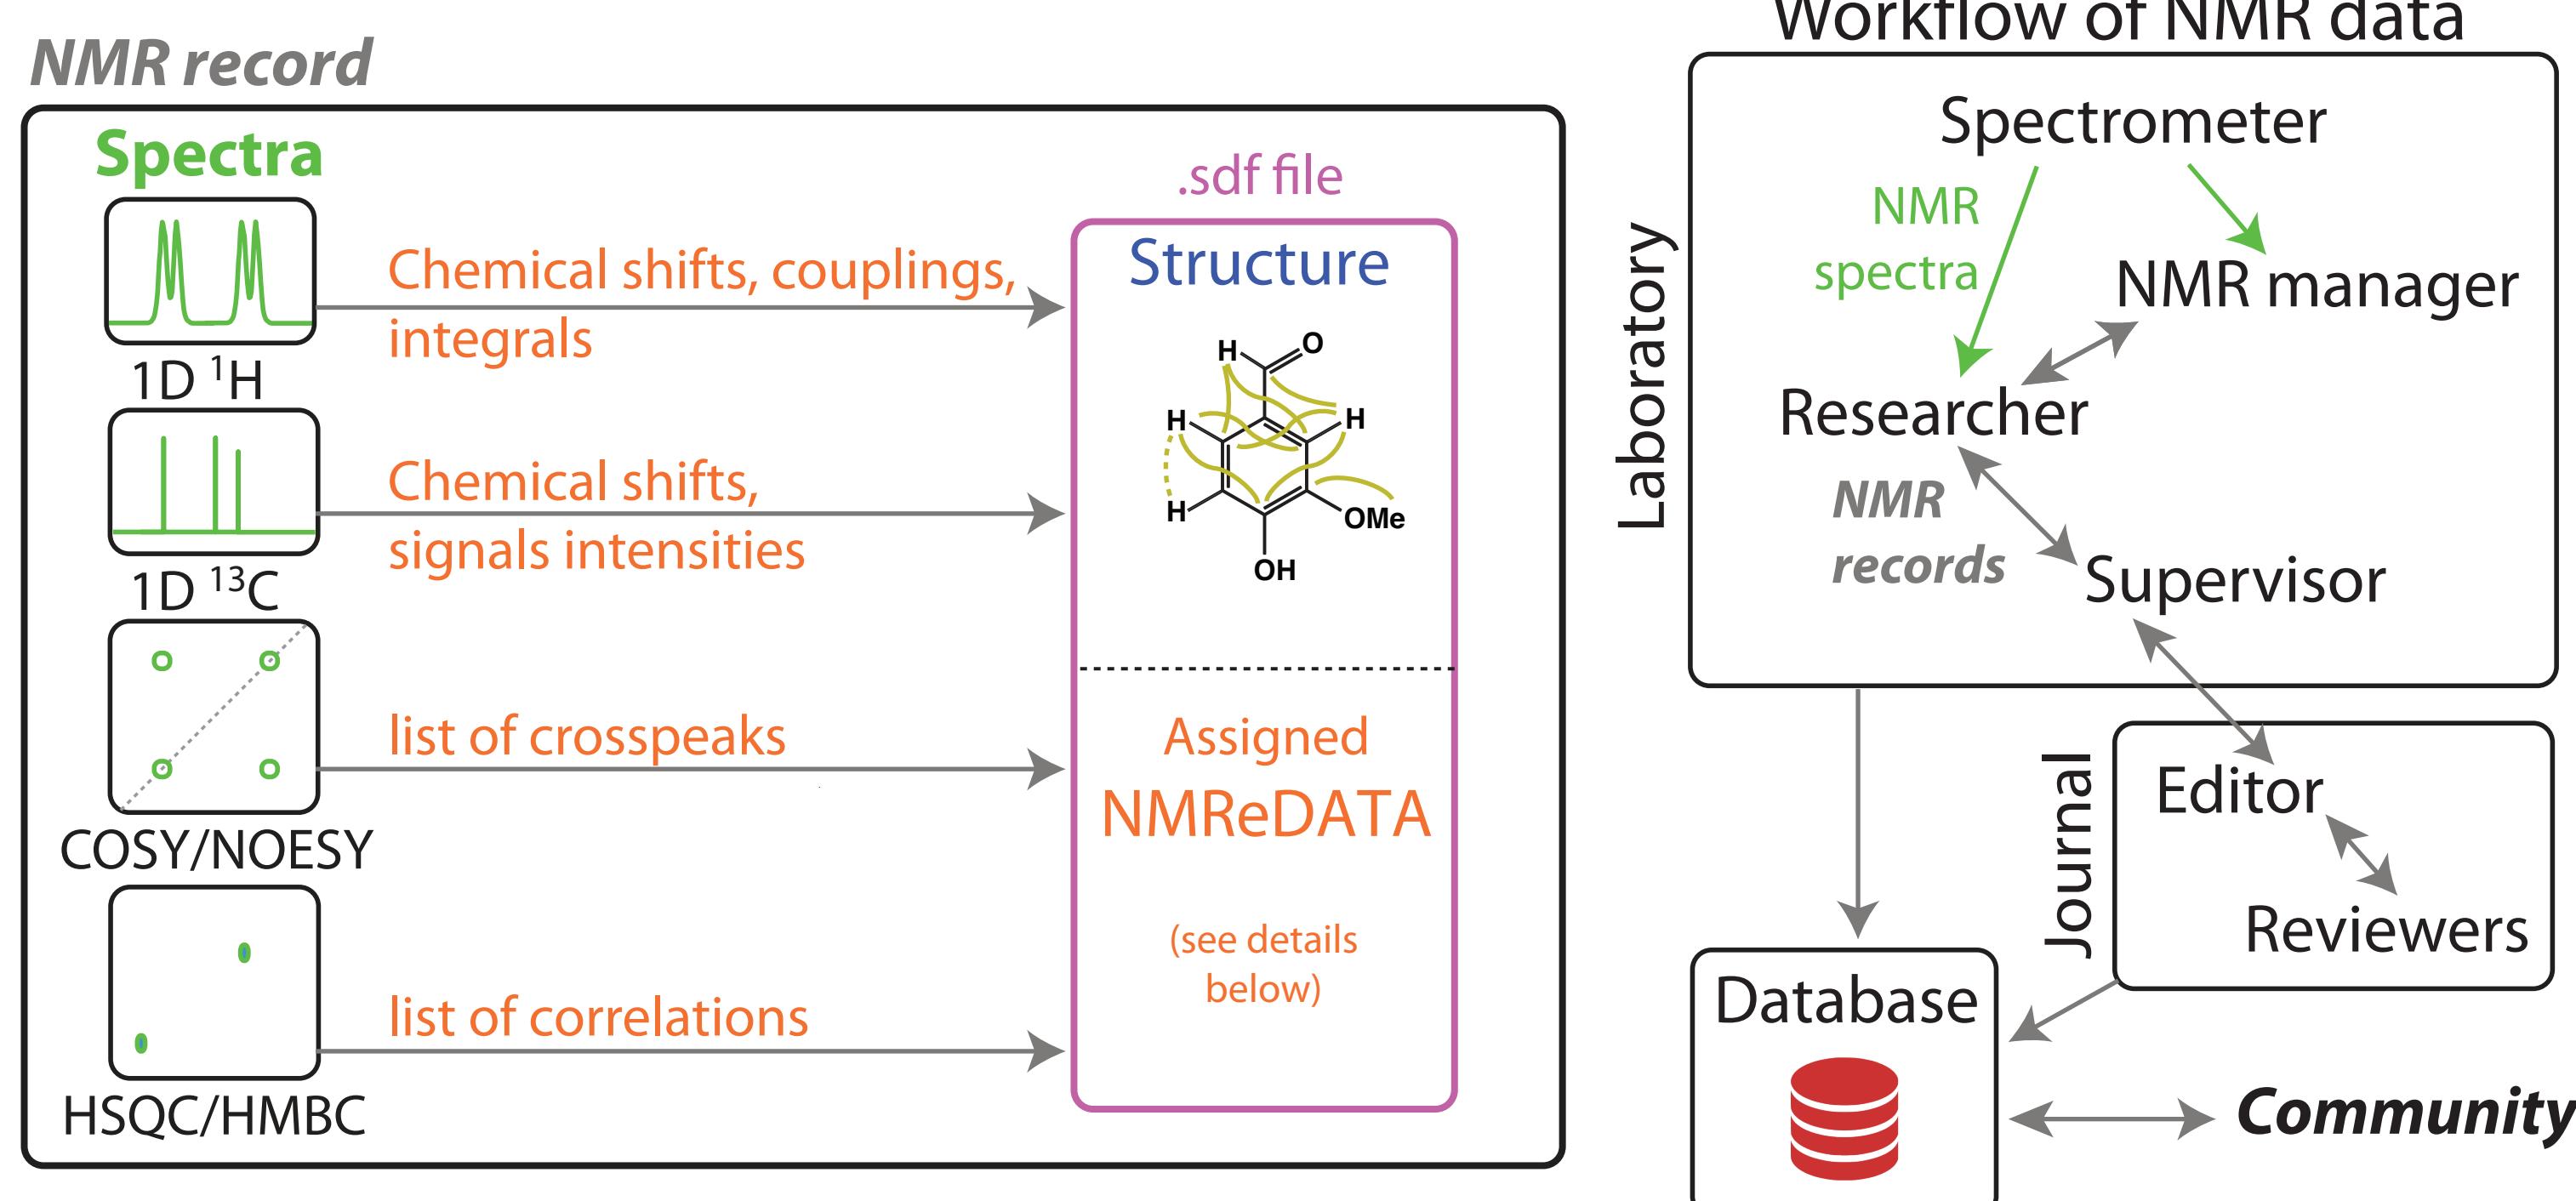 NMR record
Spectra
1D ¹H
Chemical shifts, couplings,
integrals
1D ¹³C
Chemical shifts,
signals intensities
COSY/NOESY
list of crosspeaks
HSQC/HMBC
list of correlations
.sdf file
Structure
H
O
H
H
H
OMe
OH
Assigned
NMReDATA
(see details
below)
Workflow of NMR data
Laboratory
Spectrometer
NMR
spectra
NMR manager
Researcher
NMR
records
Supervisor
Journal
Editor
Reviewers
Database
Community